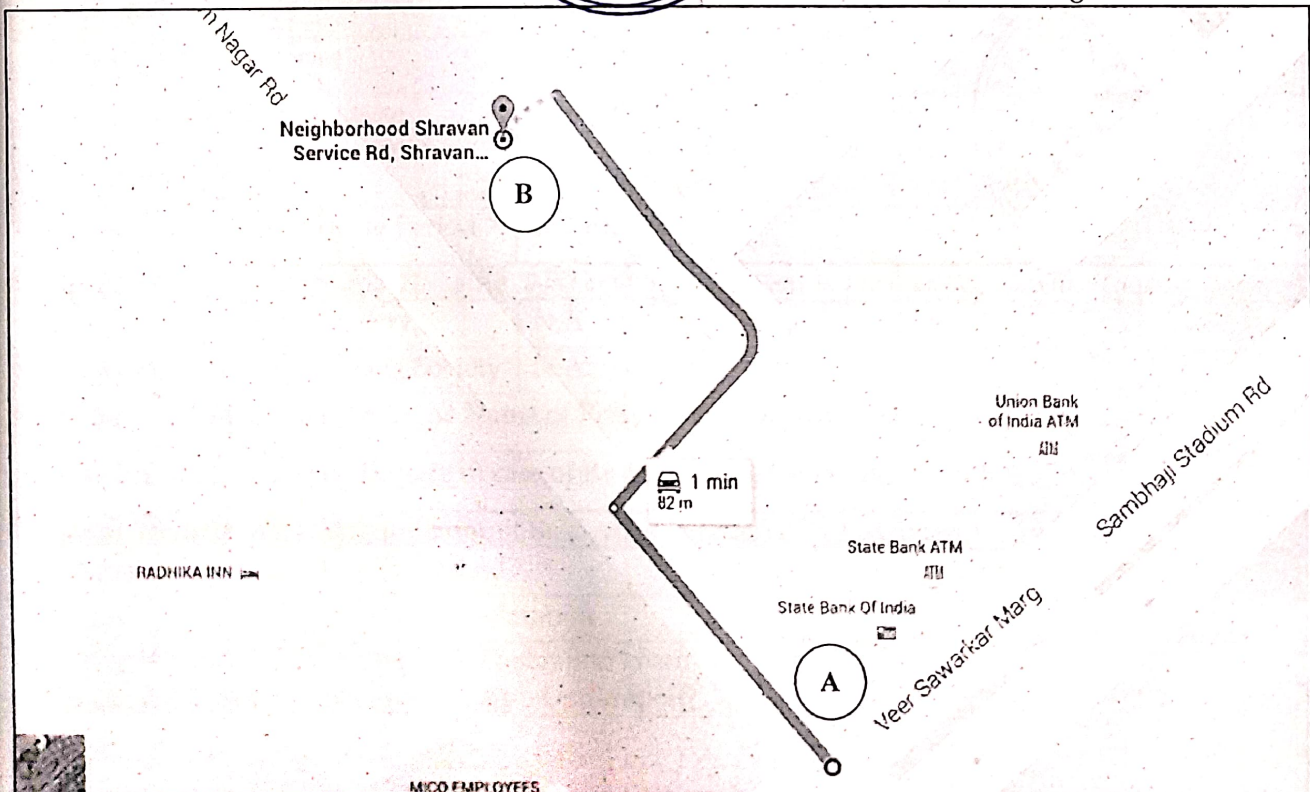 m Nagar Rd
Neighborhood Shravan
Service Rd, Shravan...
B
Union Bank
of India ATM
ATM
Sambhaji Stadium Rd
1 min
82 m
State Bank ATM
ATM
RADHIKA INN
State Bank Of India
A
Veer Sawarkar Marg
MICO EMPLOYEES